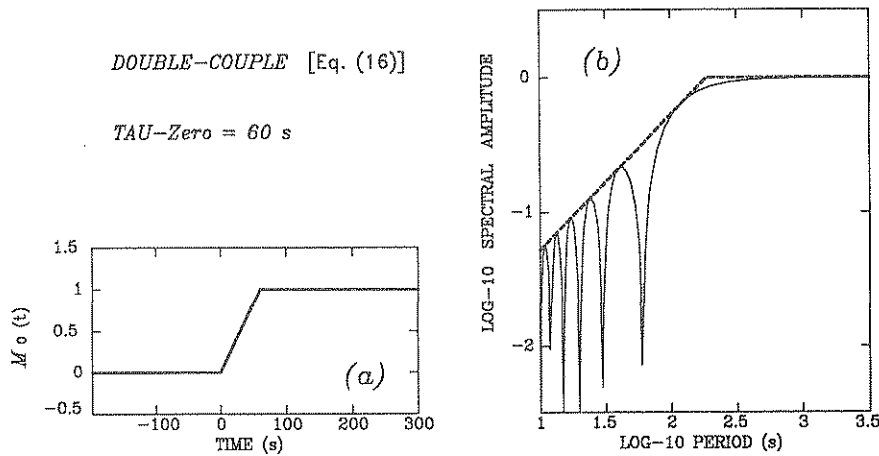 DOUBLE-COUPLE [Eq. (16)]
TAU-Zero = 60 s
1.5
1
0.5
0
-0.5
M o (t)
(a)
-100 0 100 200 300
TIME (s)
(b)
0
-1
-2
LOG-10 SPECTRAL AMPLITUDE
1 1.5 2 2.5 3 3.5
LOG-10 PERIOD (s)